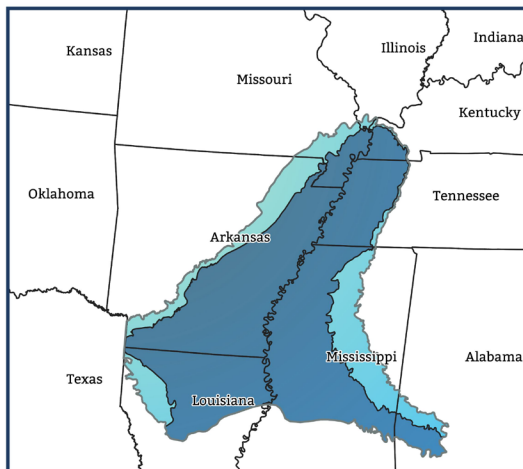 Indiana
Illinois
Kansas
Missouri
Kentucky
Oklahoma
Tennessee
Arkansas
Mississippi
Alabama
Texas
Louisiana